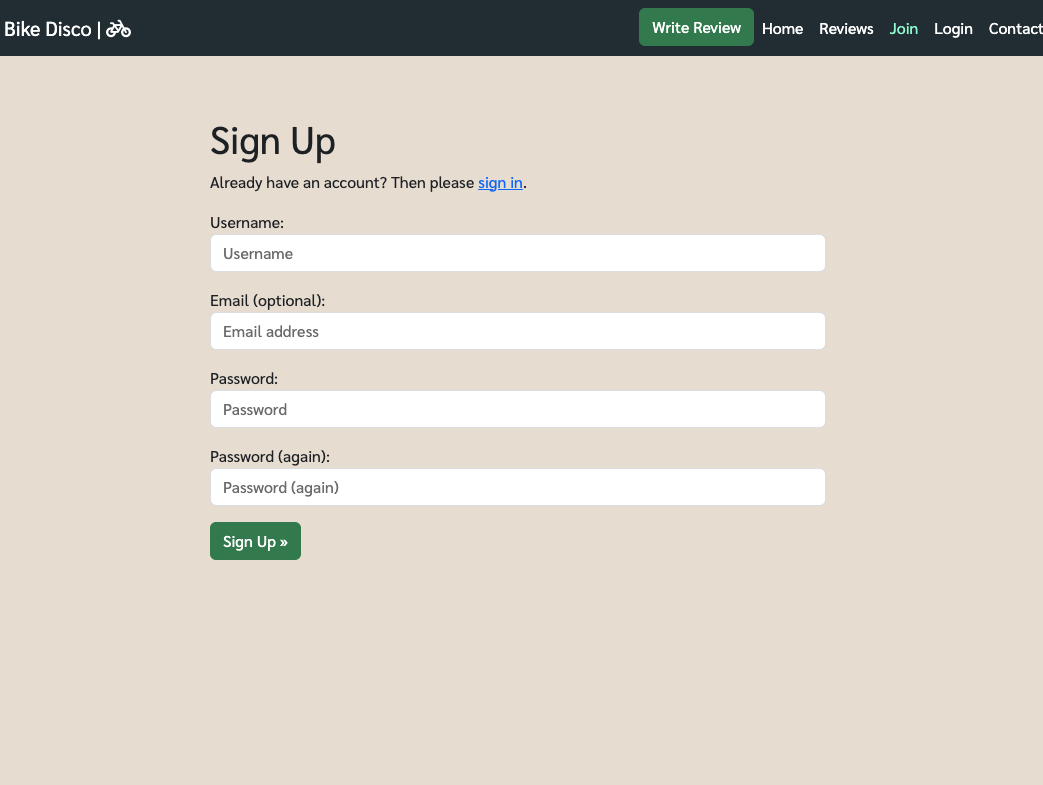 Bike Disco | Write Review Home Reviews Join Login Contact
Sign Up
Already have an account? Then please sign in.
Username:
Username
Email (optional):
Email address
Password:
Password
Password (again):
Password (again)
Sign Up »